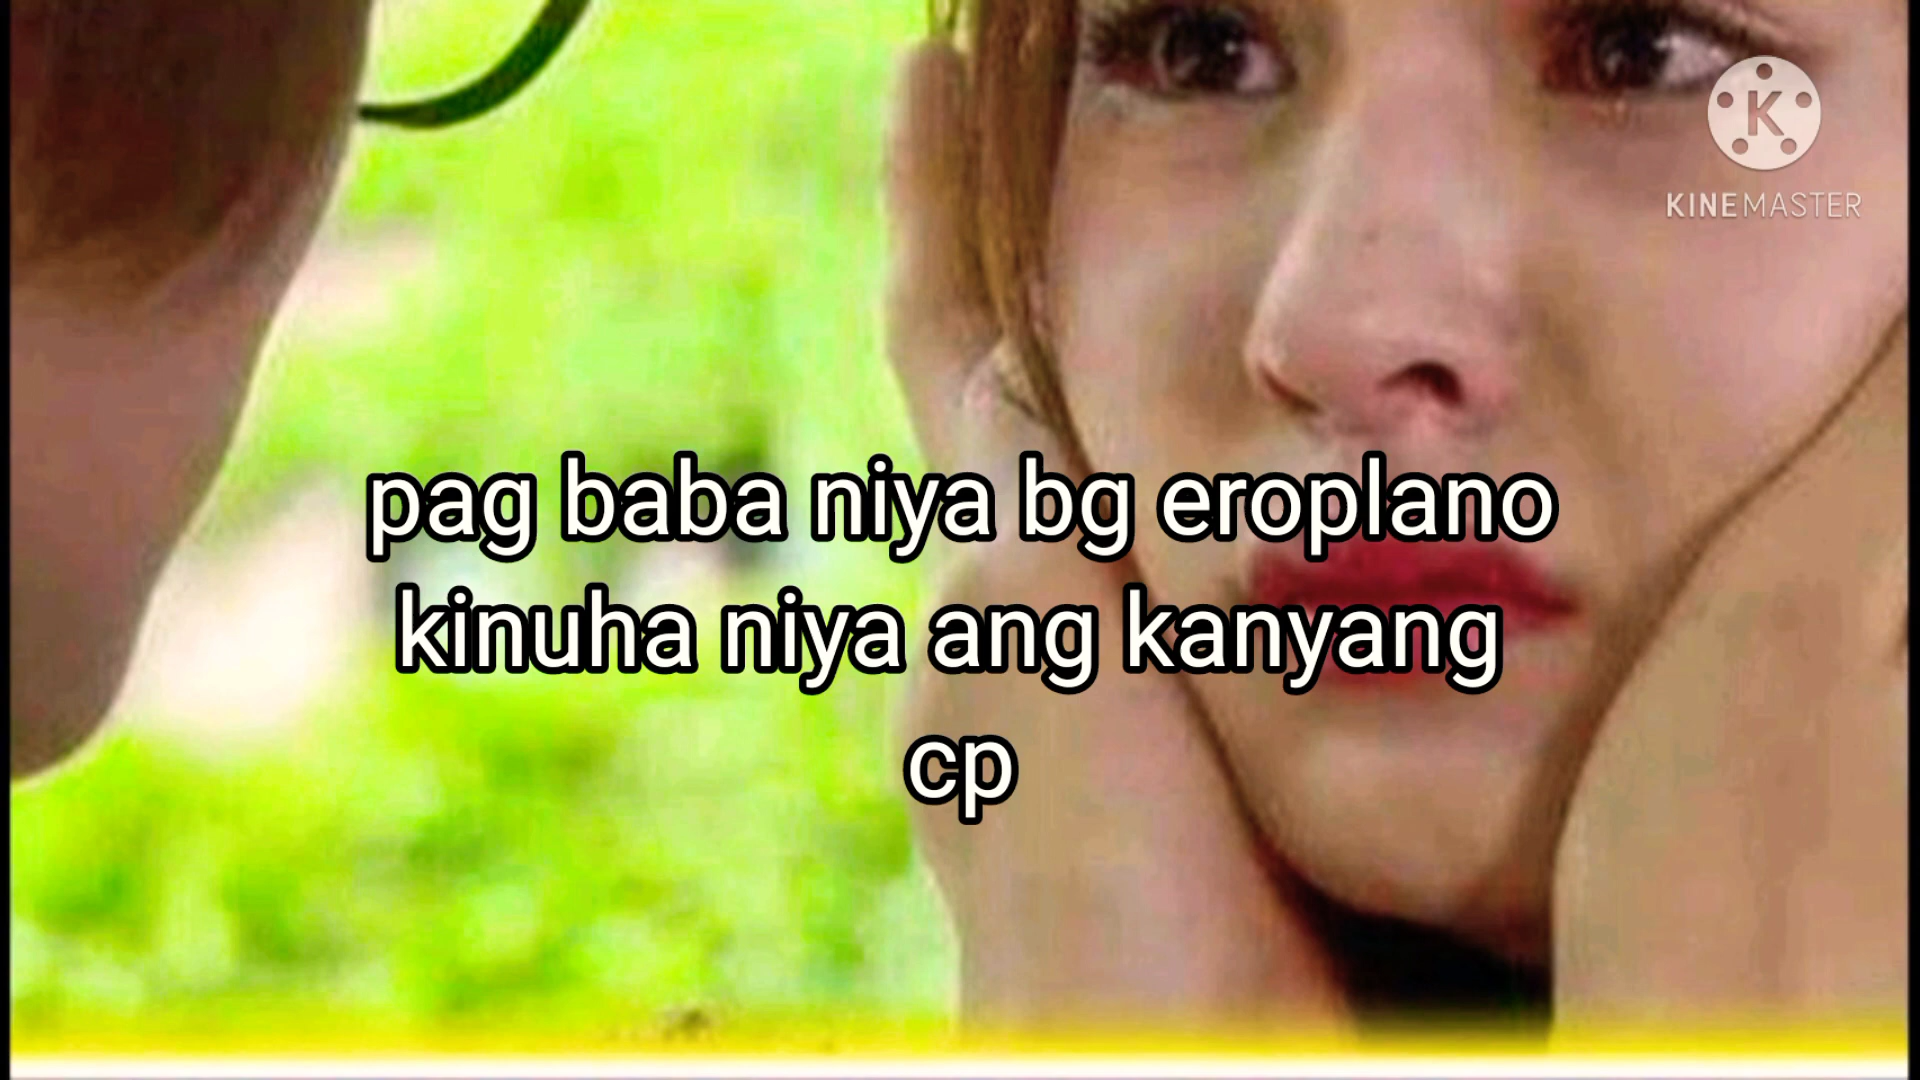 K
KINEMASTER
pag baba niya bg eroplano
kinuha niya ang kanyang
cp